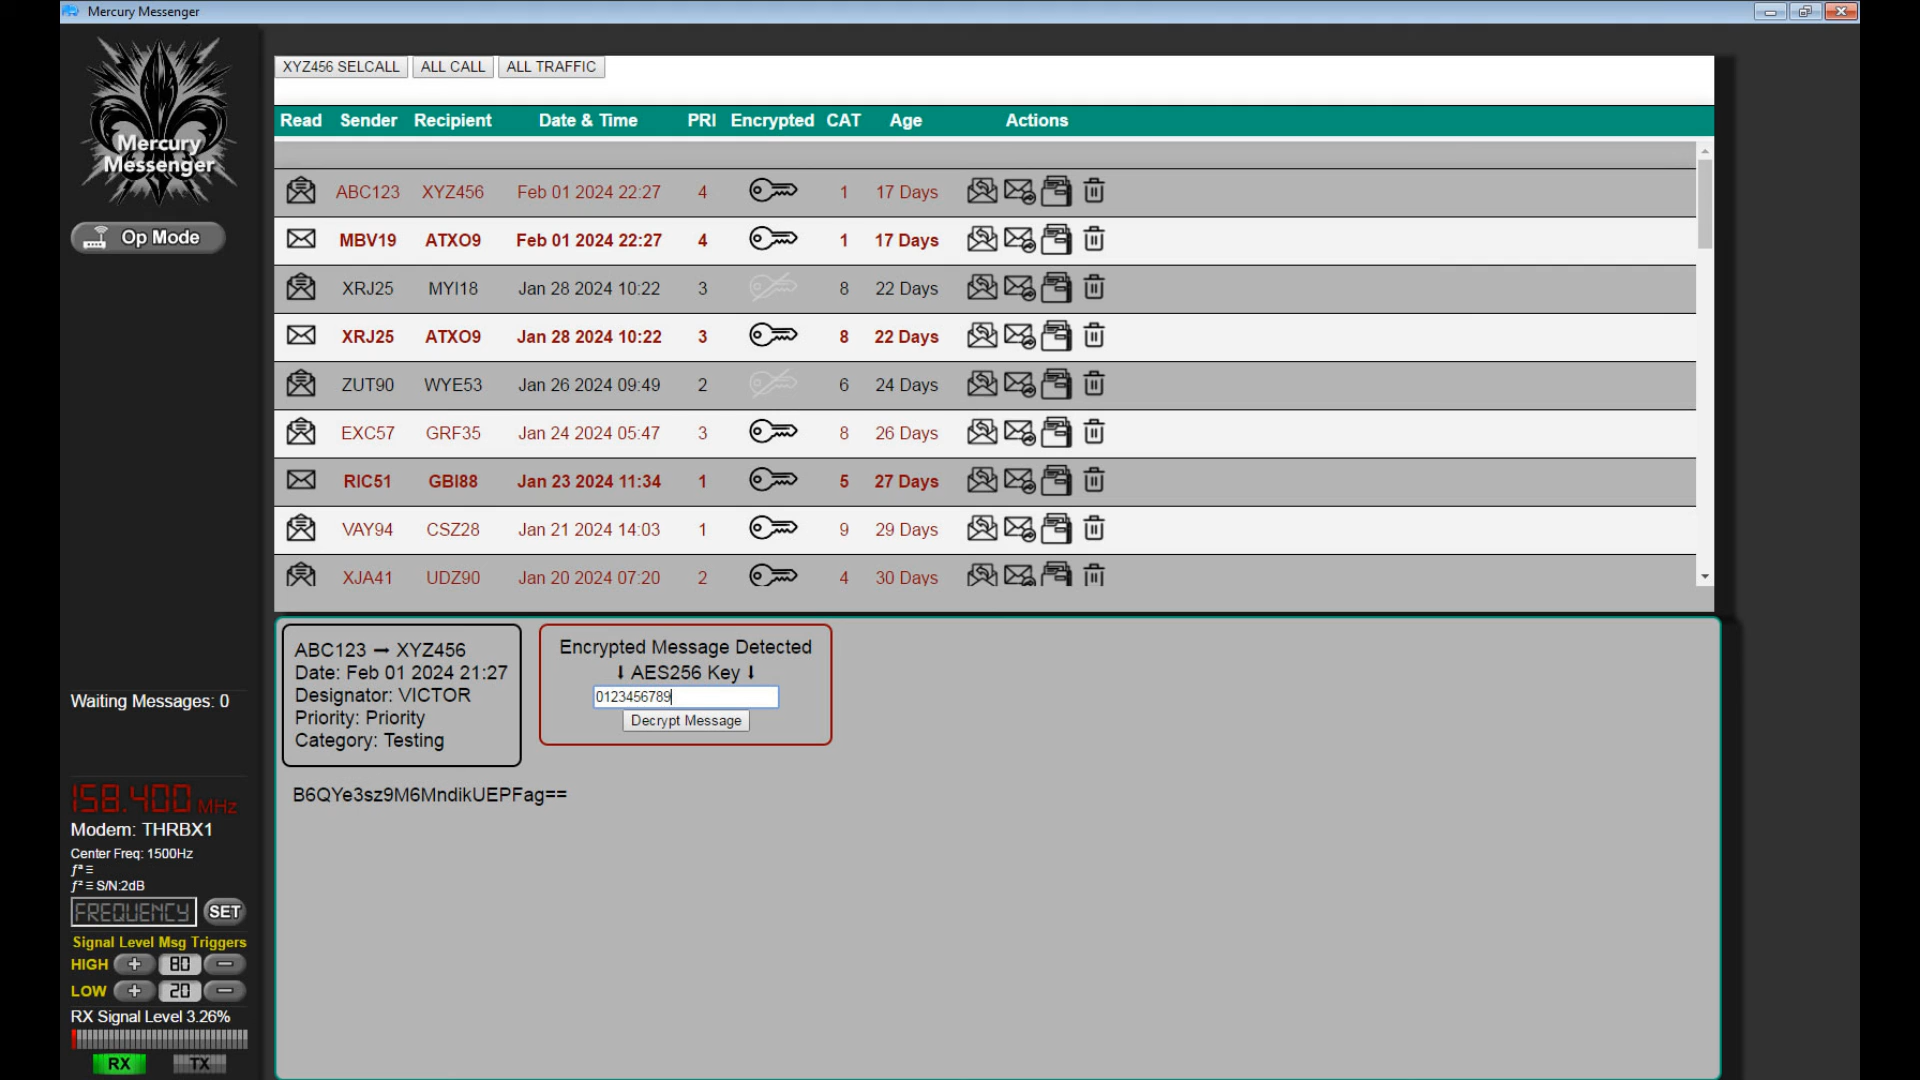 Mercury Messenger
Mercury
Messenger
Op Mode
XYZ456 SELCALL ALL CALL ALL TRAFFIC
Read Sender Recipient Date & Time PRI Encrypted CAT Age Actions
ABC123 XYZ456 Feb 01 2024 22:27 4 1 17 Days
MBV19 ATXO9 Feb 01 2024 22:27 4 1 17 Days
XRJ25 MYI18 Jan 28 2024 10:22 3 8 22 Days
XRJ25 ATXO9 Jan 28 2024 10:22 3 8 22 Days
ZUT90 WYE53 Jan 26 2024 09:49 2 6 24 Days
EXC57 GRF35 Jan 24 2024 05:47 3 8 26 Days
RIC51 GBI88 Jan 23 2024 11:34 1 5 27 Days
VAY94 CSZ28 Jan 21 2024 14:03 1 9 29 Days
XJA41 UDZ90 Jan 20 2024 07:20 2 4 30 Days
ABC123 → XYZ456
Date: Feb 01 2024 21:27
Designator: VICTOR
Priority: Priority
Category: Testing
Encrypted Message Detected
⬇ AES256 Key ⬇
0123456789
Decrypt Message
B6QYe3sz9M6MndikUEPFag==
Waiting Messages: 0
158.400 MHz
Modem: THRBX1
Center Freq: 1500Hz
ƒª ≡
ƒ² ≡ S/N:2dB
FREQUENCY SET
Signal Level Msg Triggers
HIGH + 80 −
LOW + 20 −
RX Signal Level 3.26%
RX TX